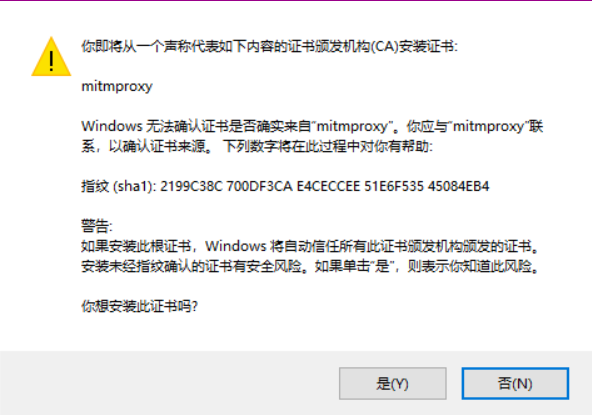 你即将从一个声称代表如下内容的证书颁发机构(CA)安装证书:
mitmproxy
Windows 无法确认证书是否确实来自“mitmproxy”。你应与“mitmproxy”联
系，以确认证书来源。 下列数字将在此过程中对你有帮助:
指纹 (sha1): 2199C38C 700DF3CA E4CECCEE 51E6F535 45084EB4
警告:
如果安装此根证书，Windows 将自动信任所有此证书颁发机构颁发的证书。
安装未经指纹确认的证书有安全风险。如果单击“是”，则表示你知道此风险。
你想安装此证书吗?
是(Y)
否(N)